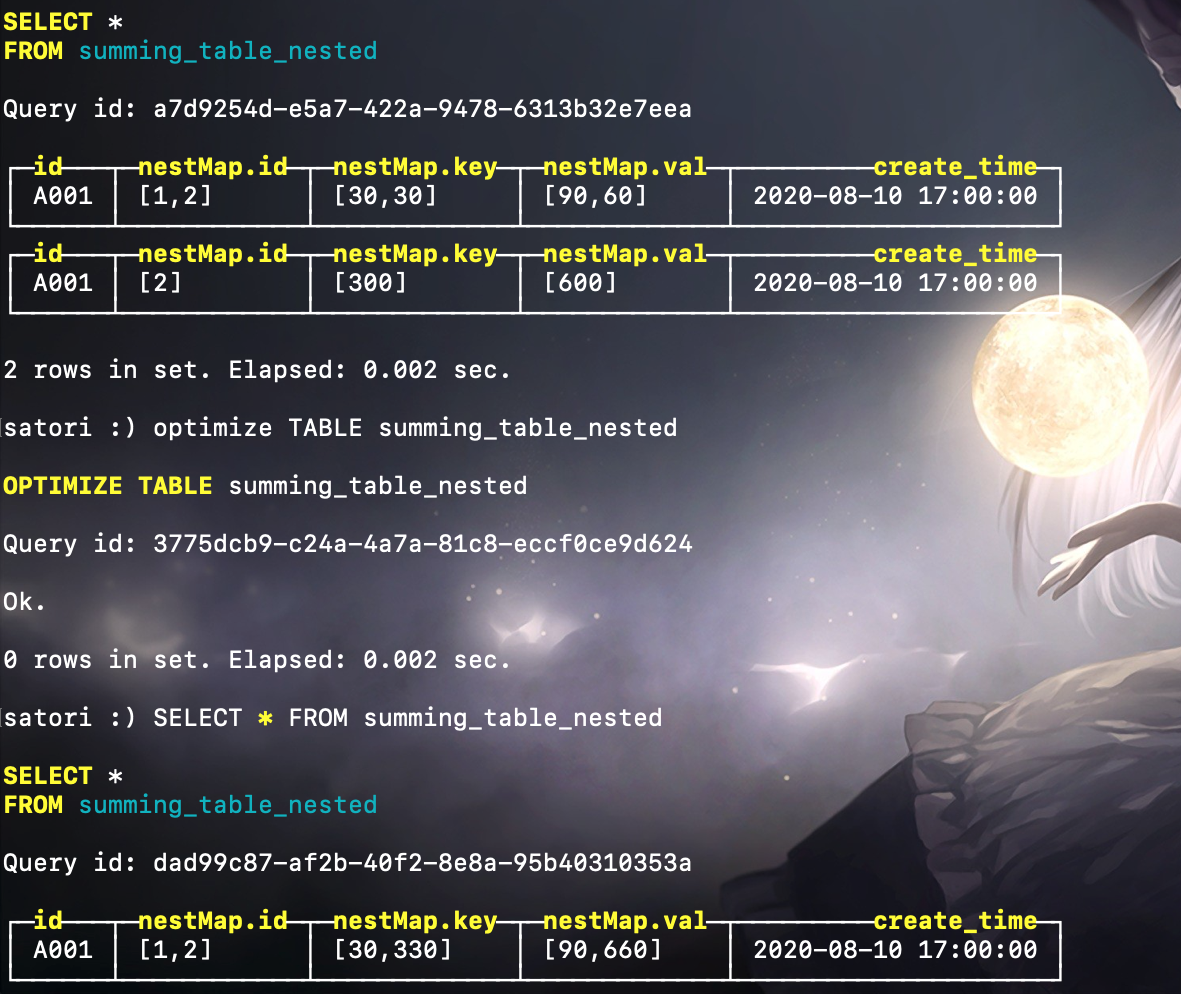 SELECT *
FROM summing_table_nested
Query id: a7d9254d-e5a7-422a-9478-6313b32e7eea
id nestMap.id nestMap.key nestMap.val create_time
A001 [1,2] [30,30] [90,60] 2020-08-10 17:00:00
id nestMap.id nestMap.key nestMap.val create_time
A001 [2] [300] [600] 2020-08-10 17:00:00
2 rows in set. Elapsed: 0.002 sec.
satori :) optimize TABLE summing_table_nested
OPTIMIZE TABLE summing_table_nested
Query id: 3775dcb9-c24a-4a7a-81c8-eccf0ce9d624
Ok.
0 rows in set. Elapsed: 0.002 sec.
satori :) SELECT * FROM summing_table_nested
SELECT *
FROM summing_table_nested
Query id: dad99c87-af2b-40f2-8e8a-95b40310353a
id nestMap.id nestMap.key nestMap.val create_time
A001 [1,2] [30,330] [90,660] 2020-08-10 17:00:00